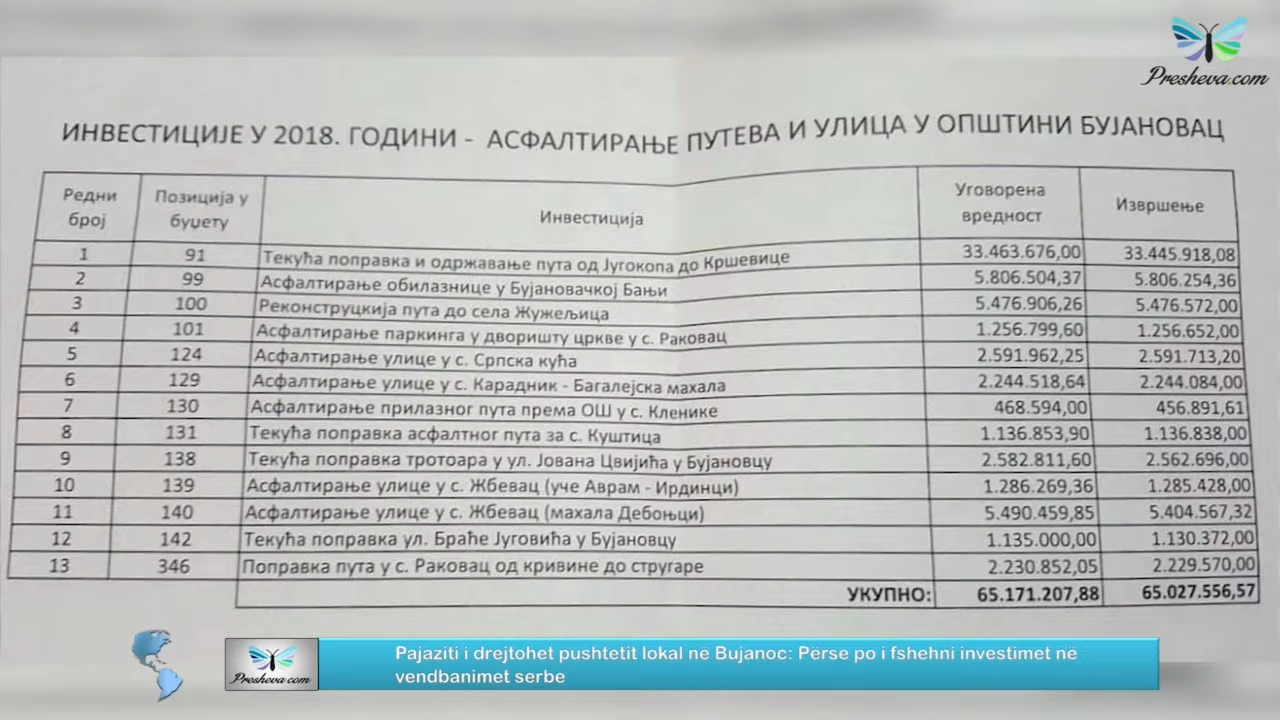 Presheva.com
ИНВЕСТИЦИЈЕ У 2018. ГОДИНИ - АСФАЛТИРАЊЕ ПУТЕВА И УЛИЦА У ОПШТИНИ БУЈАНОВАЦ
Редни број Позиција у буџету Инвестиција Уговорена вредност Извршење
1 91 Текућа поправка и одржавање пута од Југокопа до Кршевице 33.463.676,00 33.445.918,08
2 99 Асфалтирање обилазнице у Бујановачкој Бањи 5.806.504,37 5.806.254,36
3 100 Реконструкција пута до села Жужељица 5.476.906,26 5.476.572,00
4 101 Асфалтирање паркинга у дворишту цркве у с. Раковац 1.256.799,60 1.256.652,00
5 124 Асфалтирање улице у с. Српска кућа 2.591.962,25 2.591.713,20
6 129 Асфалтирање улице у с. Карадник - Багалејска махала 2.244.518,64 2.244.084,00
7 130 Асфалтирање прилазног пута према ОШ у с. Кленике 468.594,00 456.891,61
8 131 Текућа поправка асфалтног пута за с. Куштица 1.136.853,90 1.136.838,00
9 138 Текућа поправка тротоара у ул. Јована Цвијића у Бујановцу 2.582.811,60 2.562.696,00
10 139 Асфалтирање улице у с. Жбевац (уче Аврам - Ирдинци) 1.286.269,36 1.285.428,00
11 140 Асфалтирање улице у с. Жбевац (махала Дебоњци) 5.490.459,85 5.404.567,32
12 142 Текућа поправка ул. Браће Југовића у Бујановцу 1.135.000,00 1.130.372,00
13 346 Поправка пута у с. Раковац од кривине до стругаре 2.230.852,05 2.229.570,00
УКУПНО: 65.171.207,88 65.027.556,57
Presheva.com
Pajaziti i drejtohet pushtetit lokal në Bujanoc: Përse po i fshehni investimet në
vendbanimet serbe